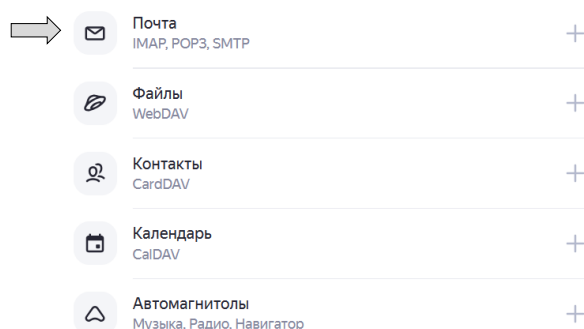 Почта
IMAP, POP3, SMTP
Файлы
WebDAV
Контакты
CardDAV
Календарь
CalDAV
Автомагнитолы
Музыка, Радио, Навигатор